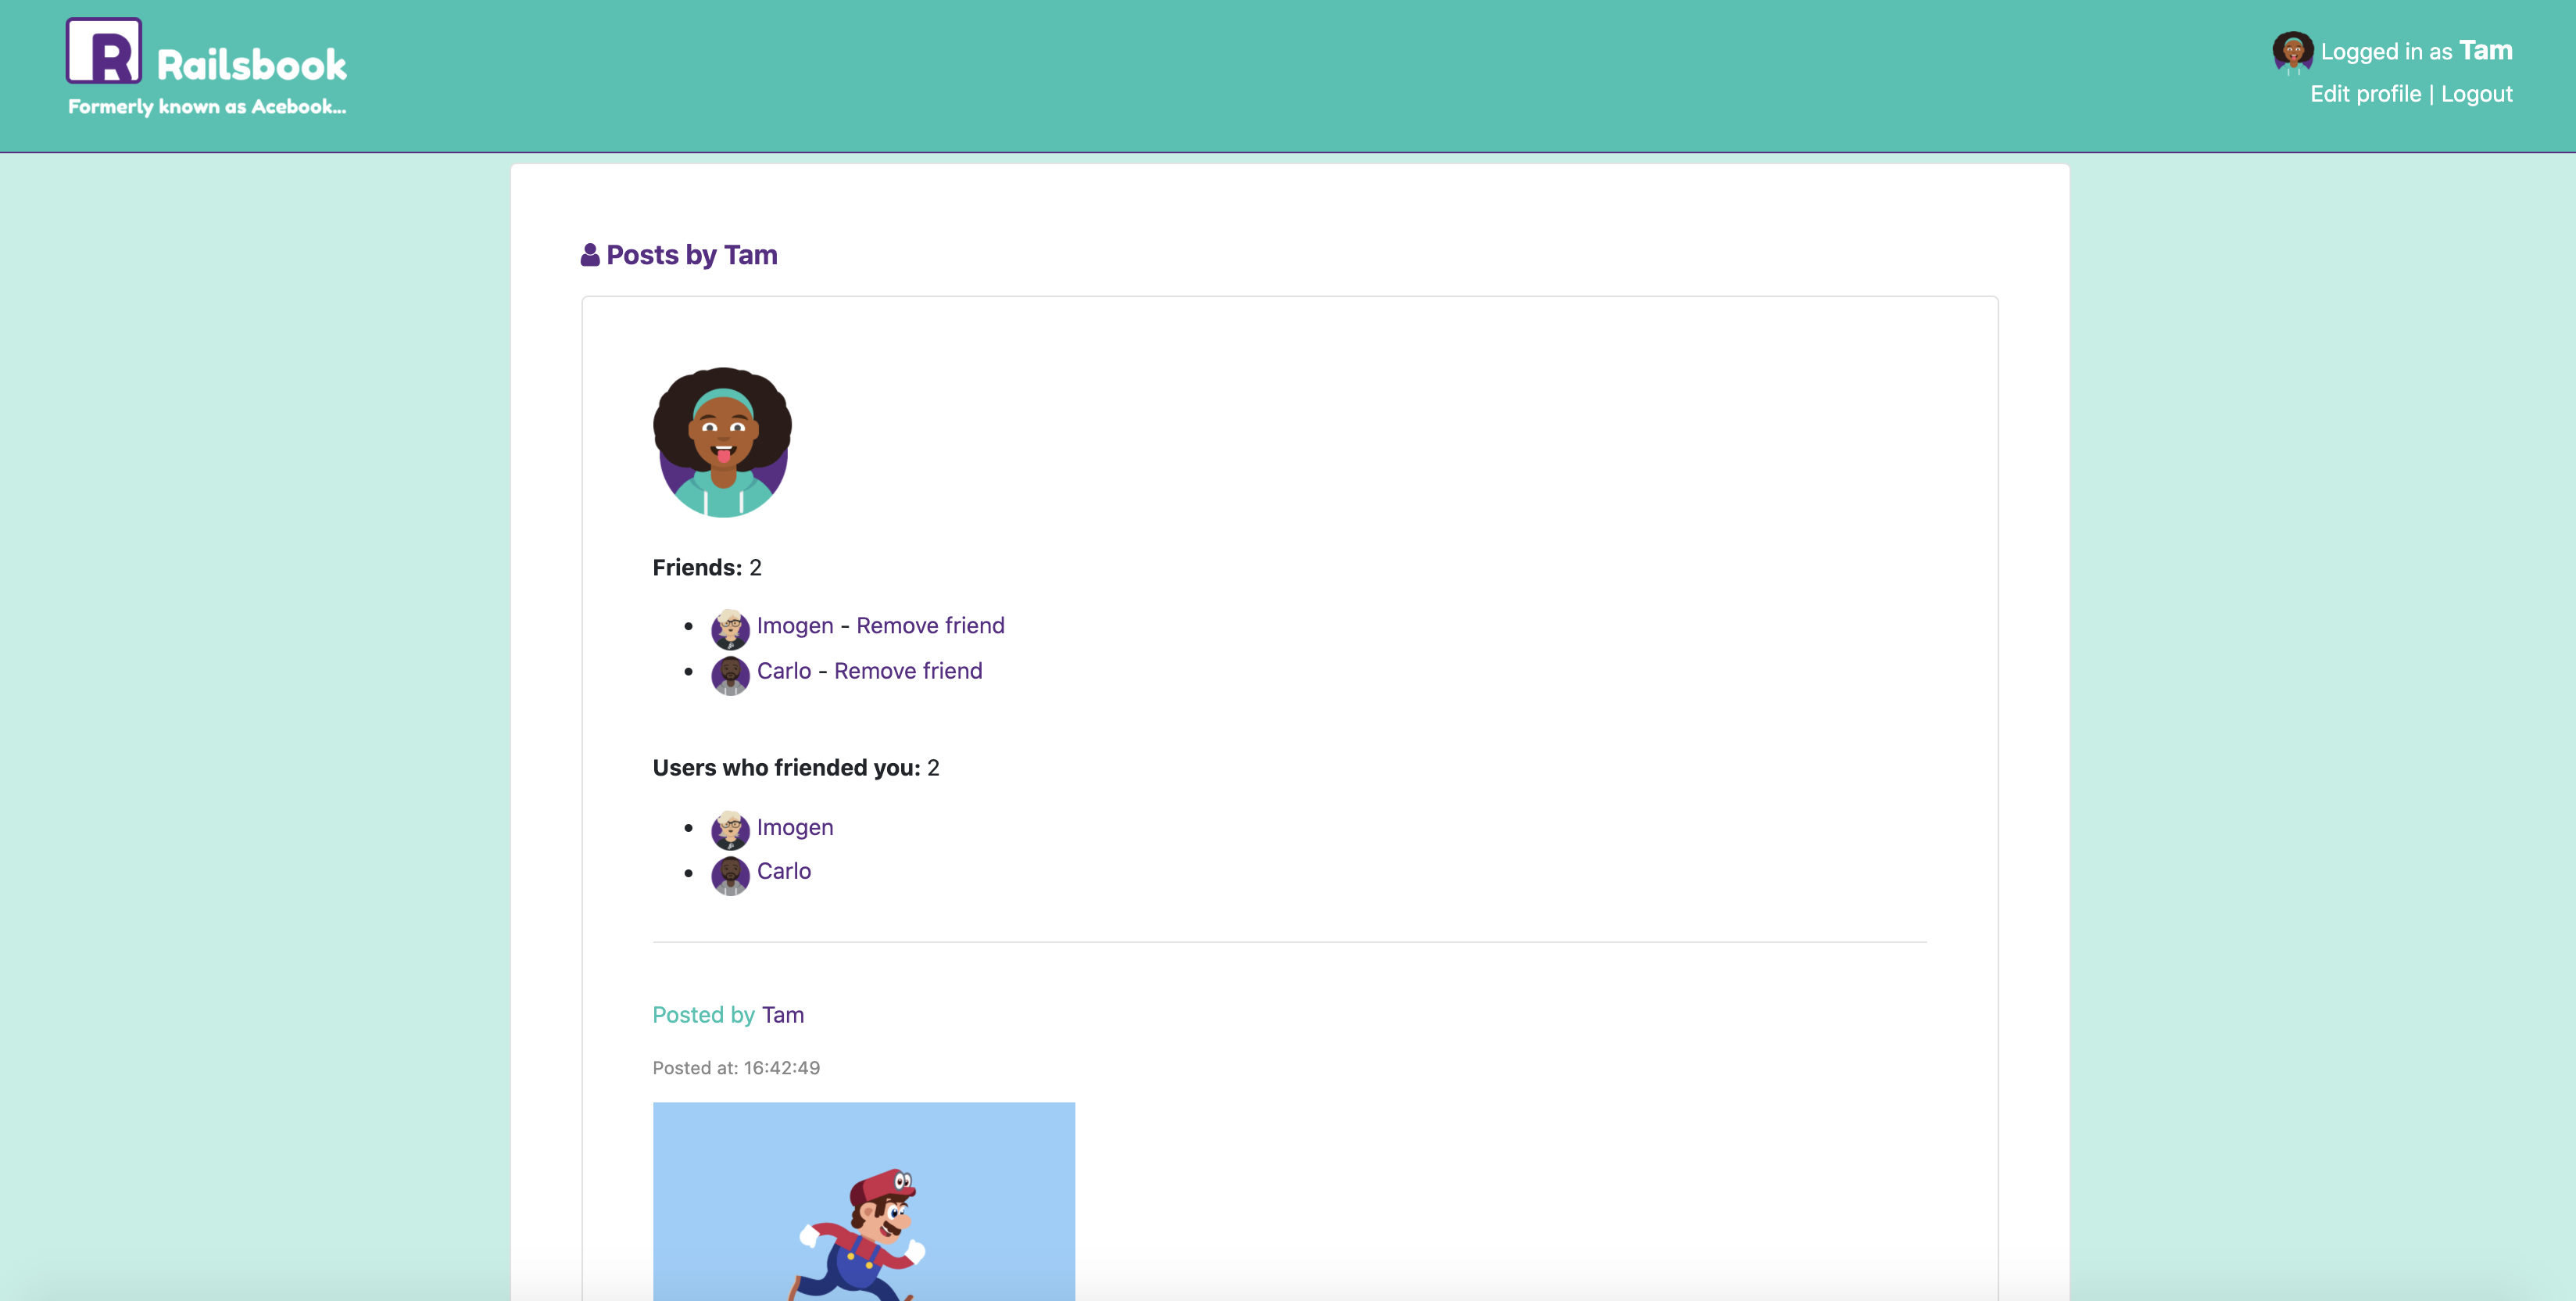 R Railsbook
Formerly known as Acebook...
Logged in as Tam
Edit profile | Logout
Posts by Tam
Friends: 2
Imogen - Remove friend
Carlo - Remove friend
Users who friended you: 2
Imogen
Carlo
Posted by Tam
Posted at: 16:42:49